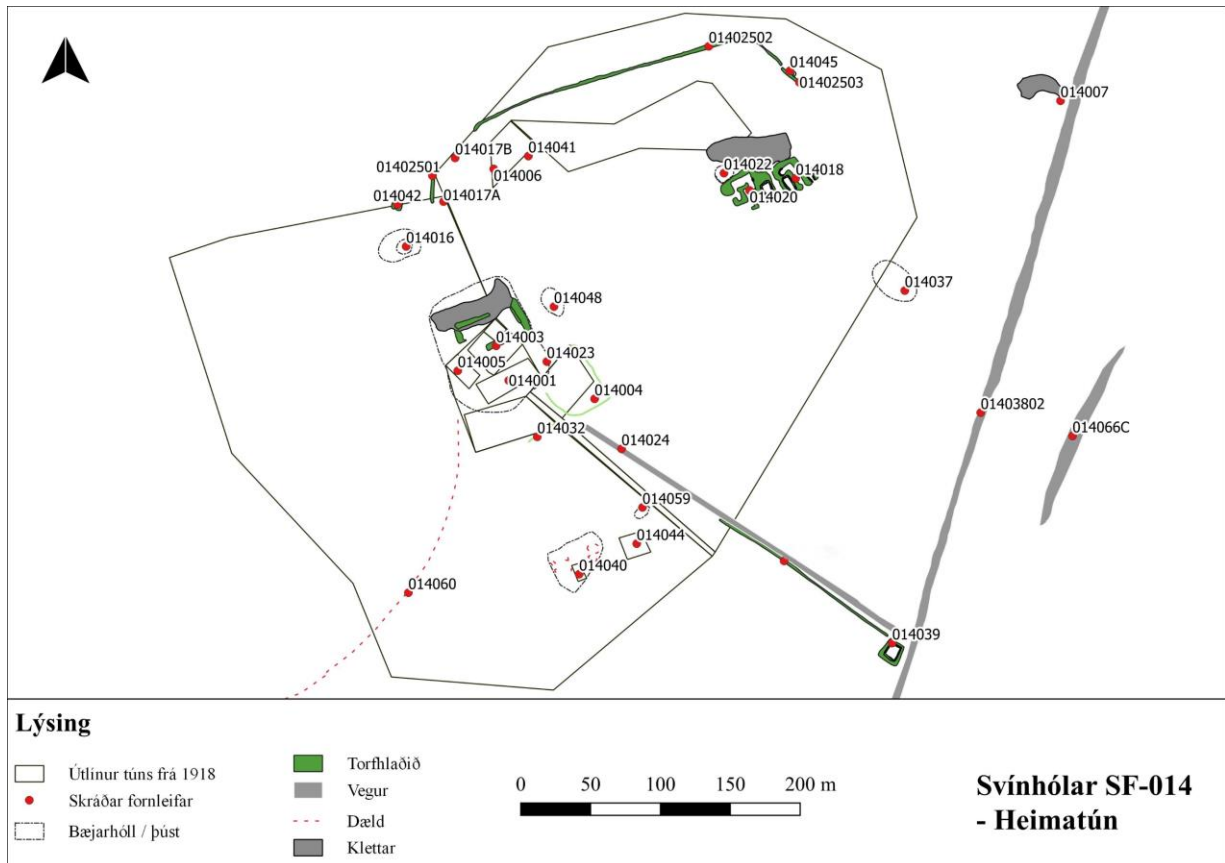 01402502
014045
01402503
014007
014017B
014041
01402501
014006
014022
014018
014042
014017A
014020
014016
014037
014048
014003
014023
014005
014001
014004
01403802
014066C
014032
014024
014059
014044
014040
014060
014039
Lýsing
Útlínur túns frá 1918
Skráðar fornleifar
Bæjarhóll / þúst
Torfhlaðið
Vegur
Dæld
Klettar
0 50 100 150 200 m
Svínhólar SF-014
- Heimatún